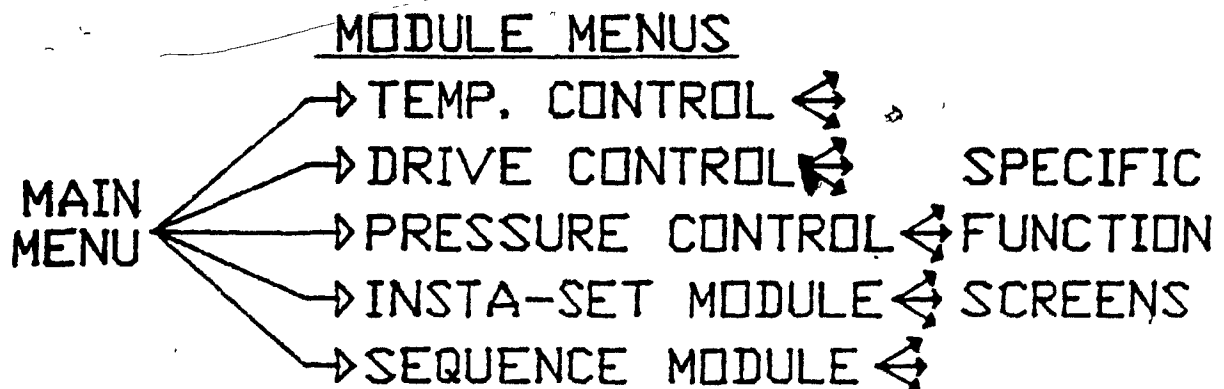 MODULE MENUS
TEMP. CONTROL
DRIVE CONTROL
SPECIFIC
MAIN
MENU
PRESSURE CONTROL
FUNCTION
INSTA-SET MODULE
SCREENS
SEQUENCE MODULE